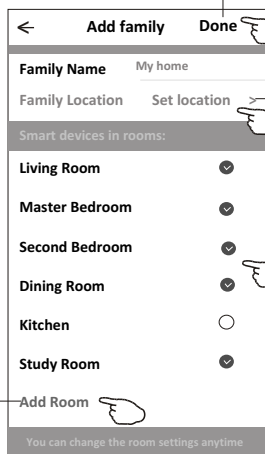 Add family Done
Family Name My home
Family Location Set location >
Smart devices in rooms:
Living Room
Master Bedroom
Second Bedroom
Dining Room
Kitchen
Study Room
Add Room
You can change the room settings anytime